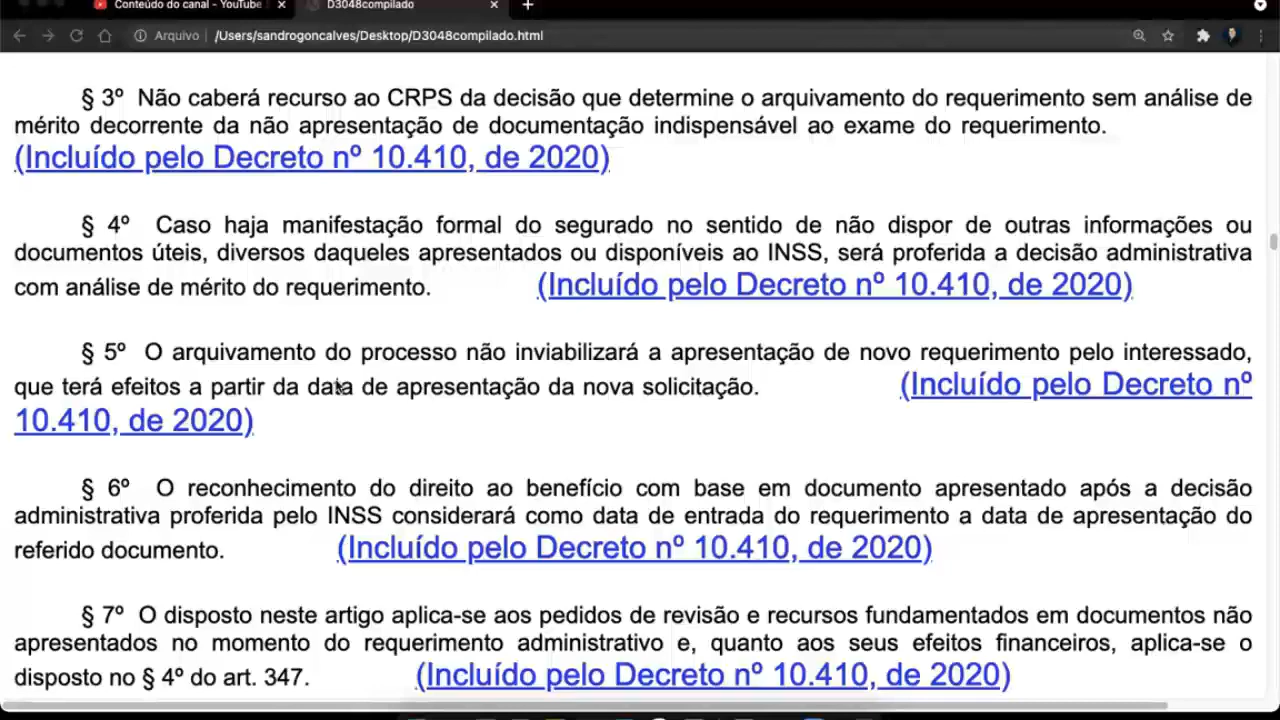 Conteúdo do canal - YouTube
D3048compilado
Arquivo /Users/sandrogoncalves/Desktop/D3048compilado.html
§ 3º Não caberá recurso ao CRPS da decisão que determine o arquivamento do requerimento sem análise de
mérito decorrente da não apresentação de documentação indispensável ao exame do requerimento.
(Incluído pelo Decreto nº 10.410, de 2020)
§ 4º Caso haja manifestação formal do segurado no sentido de não dispor de outras informações ou
documentos úteis, diversos daqueles apresentados ou disponíveis ao INSS, será proferida a decisão administrativa
com análise de mérito do requerimento. (Incluído pelo Decreto nº 10.410, de 2020)
§ 5º O arquivamento do processo não inviabilizará a apresentação de novo requerimento pelo interessado,
que terá efeitos a partir da data de apresentação da nova solicitação. (Incluído pelo Decreto nº
10.410, de 2020)
§ 6º O reconhecimento do direito ao benefício com base em documento apresentado após a decisão
administrativa proferida pelo INSS considerará como data de entrada do requerimento a data de apresentação do
referido documento. (Incluído pelo Decreto nº 10.410, de 2020)
§ 7º O disposto neste artigo aplica-se aos pedidos de revisão e recursos fundamentados em documentos não
apresentados no momento do requerimento administrativo e, quanto aos seus efeitos financeiros, aplica-se o
disposto no § 4º do art. 347. (Incluído pelo Decreto nº 10.410, de 2020)